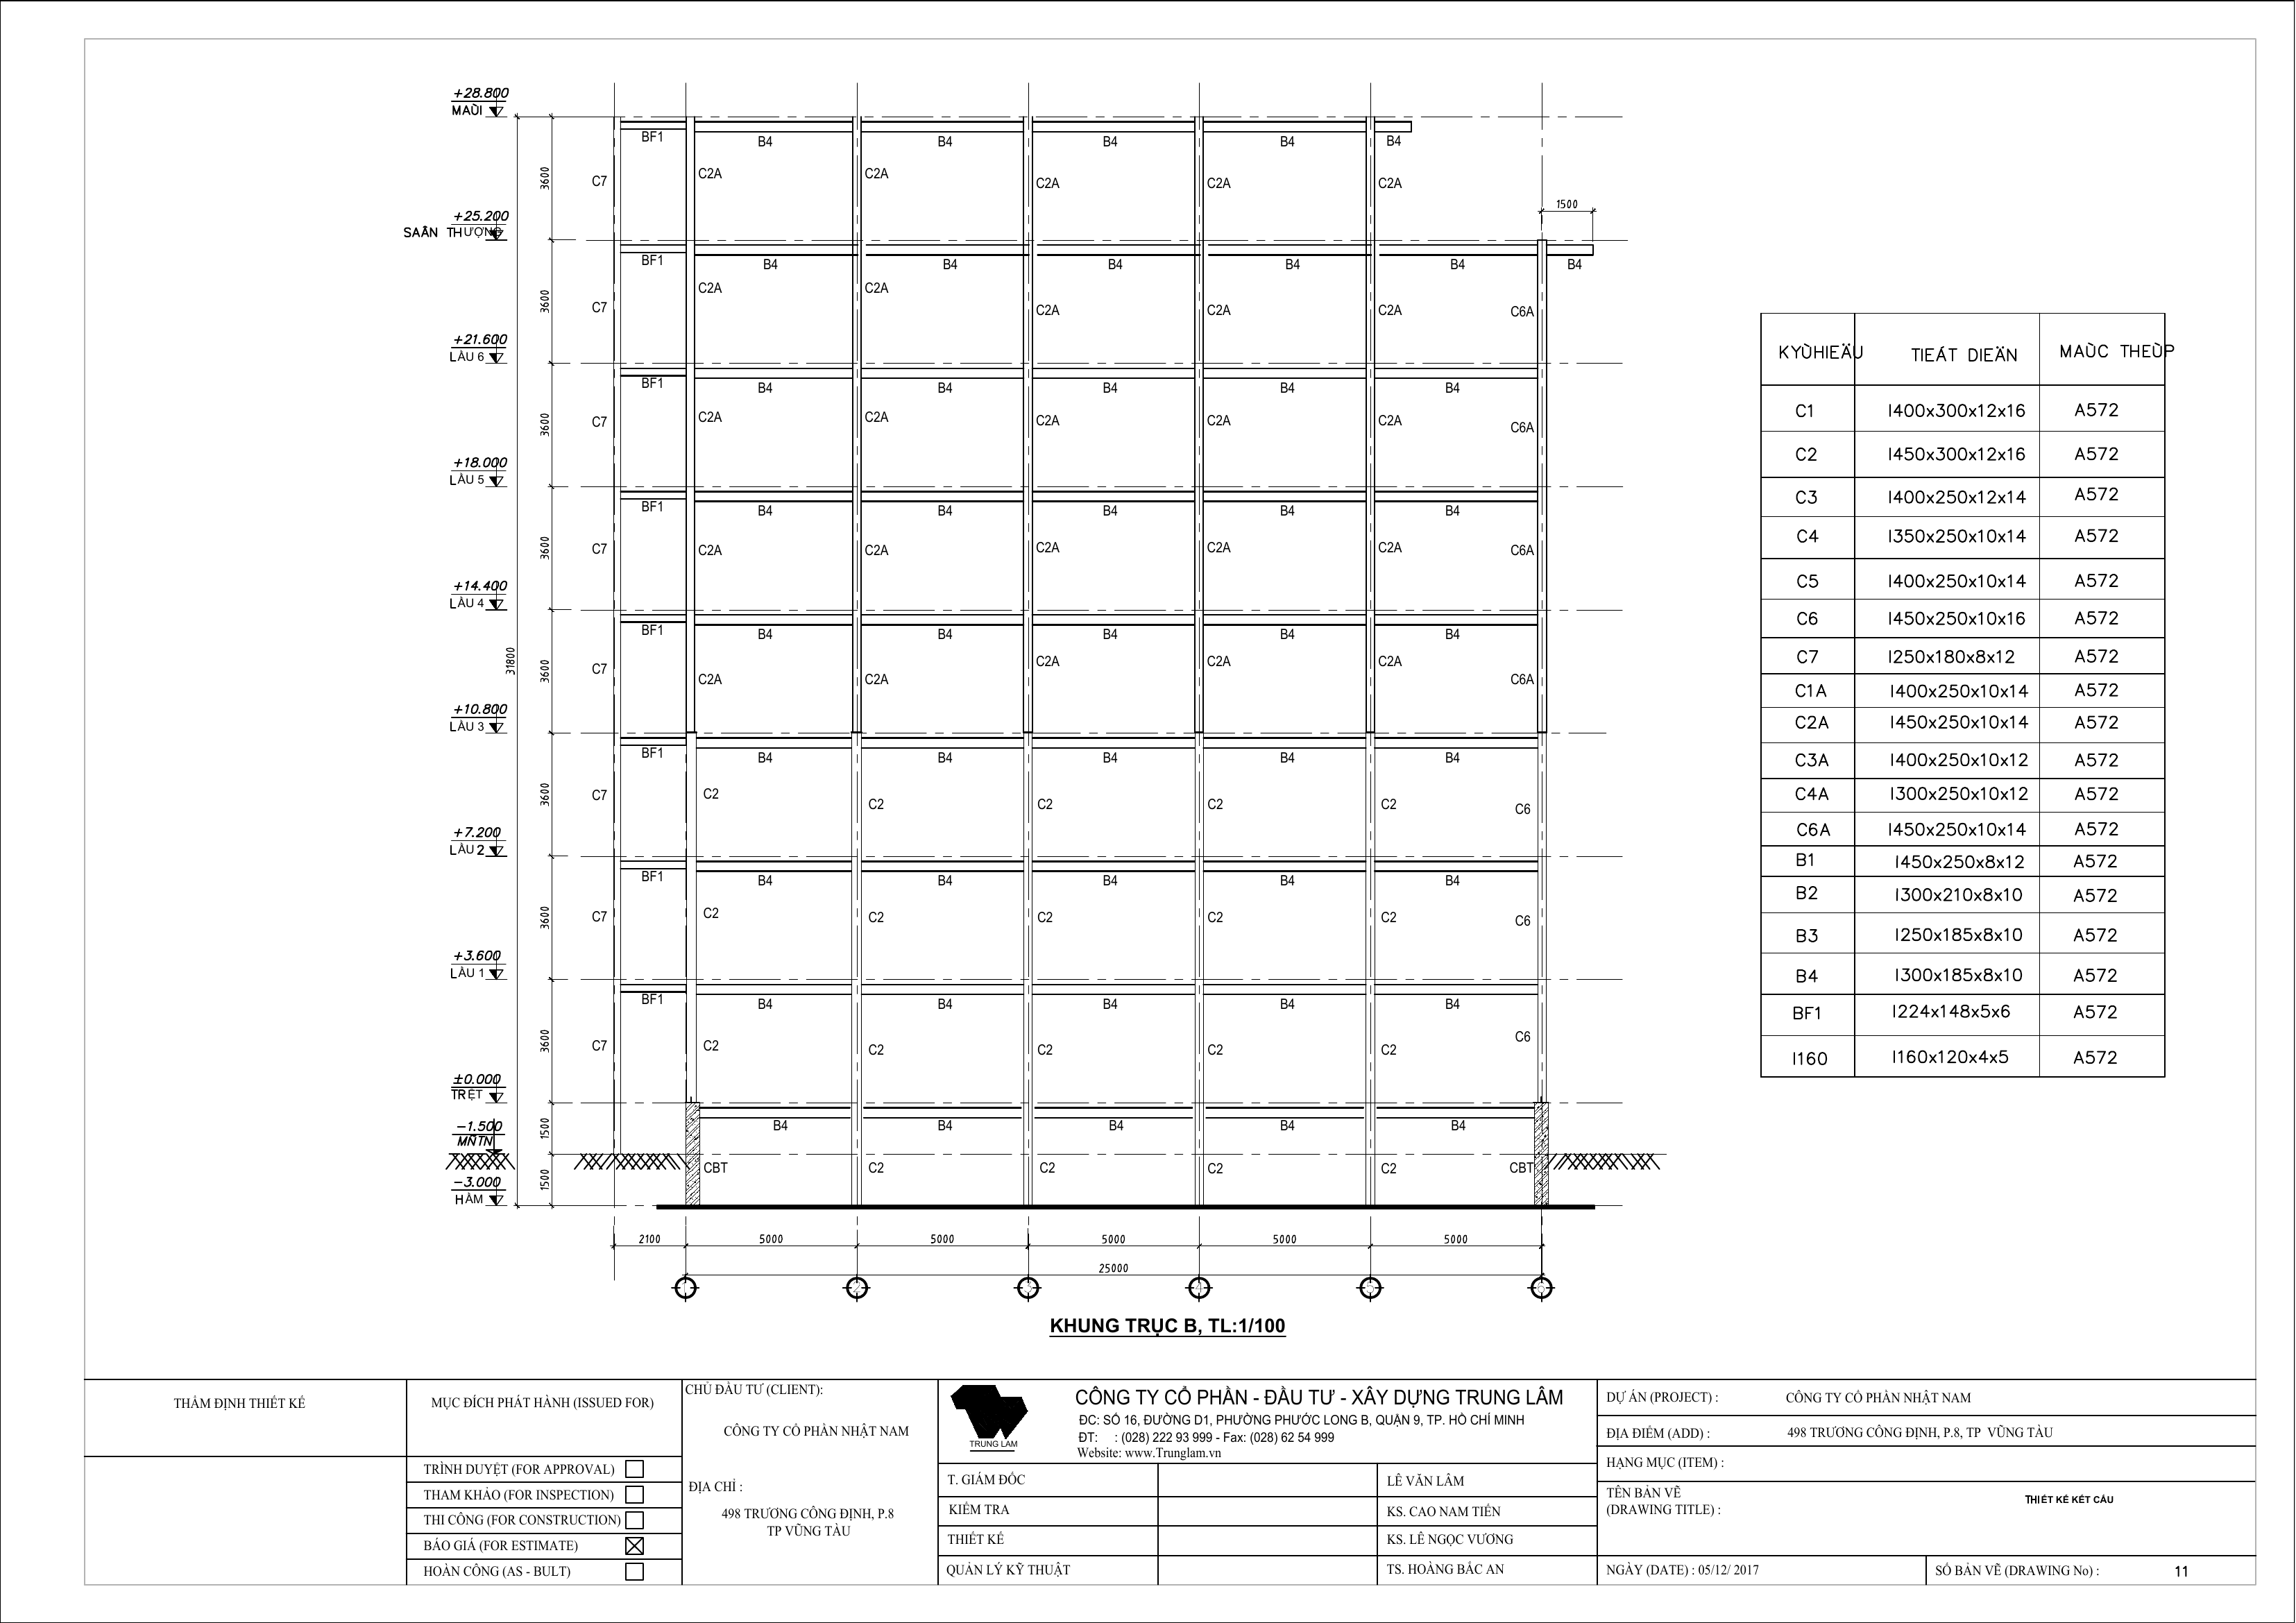 +28.800
MAÙI
BF1 B4 B4 B4 B4 B4
3600 C7 C2A C2A C2A C2A C2A
1500
+25.200
SAÂN THƯỢNG
BF1 B4 B4 B4 B4 B4 B4
3600 C7 C2A C2A C2A C2A C2A C6A
+21.600
LẦU 6
BF1 B4 B4 B4 B4 B4
3600 C7 C2A C2A C2A C2A C2A C6A
+18.000
LẦU 5
BF1 B4 B4 B4 B4 B4
3600 C7 C2A C2A C2A C2A C2A C6A
+14.400
LẦU 4
BF1 B4 B4 B4 B4 B4
31800 3600 C7 C2A C2A C2A C2A C2A C6A
+10.800
LẦU 3
BF1 B4 B4 B4 B4 B4
3600 C7 C2 C2 C2 C2 C2 C6
+7.200
LẦU 2
BF1 B4 B4 B4 B4 B4
3600 C7 C2 C2 C2 C2 C2 C6
+3.600
LẦU 1
BF1 B4 B4 B4 B4 B4
3600 C7 C2 C2 C2 C2 C2 C6
±0.000
TRỆT
1500 B4 B4 B4 B4 B4
-1.500
MÑTN
1500 CBT C2 C2 C2 C2 CBT
-3.000
HẦM
2100 5000 5000 5000 5000 5000
25000
KHUNG TRỤC B, TL:1/100
KYÙHIEÄU TIEÁT DIEÄN MAÙC THEÙP
C1 I400x300x12x16 A572
C2 I450x300x12x16 A572
C3 I400x250x12x14 A572
C4 I350x250x10x14 A572
C5 I400x250x10x14 A572
C6 I450x250x10x16 A572
C7 I250x180x8x12 A572
C1A I400x250x10x14 A572
C2A I450x250x10x14 A572
C3A I400x250x10x12 A572
C4A I300x250x10x12 A572
C6A I450x250x10x14 A572
B1 I450x250x8x12 A572
B2 I300x210x8x10 A572
B3 I250x185x8x10 A572
B4 I300x185x8x10 A572
BF1 I224x148x5x6 A572
I160 I160x120x4x5 A572
THẨM ĐỊNH THIẾT KẾ
MỤC ĐÍCH PHÁT HÀNH (ISSUED FOR)
TRÌNH DUYỆT (FOR APPROVAL)
THAM KHẢO (FOR INSPECTION)
THI CÔNG (FOR CONSTRUCTION)
BÁO GIÁ (FOR ESTIMATE)
HOÀN CÔNG (AS - BULT)
CHỦ ĐẦU TƯ (CLIENT):
CÔNG TY CỔ PHẦN NHẬT NAM
ĐỊA CHỈ :
498 TRƯƠNG CÔNG ĐỊNH, P.8
TP VŨNG TÀU
TRUNG LAM
CÔNG TY CỔ PHẦN - ĐẦU TƯ - XÂY DỰNG TRUNG LÂM
ĐC: SỐ 16, ĐƯỜNG D1, PHƯỜNG PHƯỚC LONG B, QUẬN 9, TP. HỒ CHÍ MINH
ĐT: : (028) 222 93 999 - Fax: (028) 62 54 999
Website: www.Trunglam.vn
T. GIÁM ĐỐC LÊ VĂN LÂM
KIỂM TRA KS. CAO NAM TIẾN
THIẾT KẾ KS. LÊ NGỌC VƯƠNG
QUẢN LÝ KỸ THUẬT TS. HOÀNG BẮC AN
DỰ ÁN (PROJECT) : CÔNG TY CỔ PHẦN NHẬT NAM
ĐỊA ĐIỂM (ADD) : 498 TRƯƠNG CÔNG ĐỊNH, P.8, TP VŨNG TÀU
HẠNG MỤC (ITEM) :
TÊN BẢN VẼ
(DRAWING TITLE) :
THIẾT KẾ KẾT CẤU
NGÀY (DATE) : 05/12/ 2017
SỐ BẢN VẼ (DRAWING No) : 11